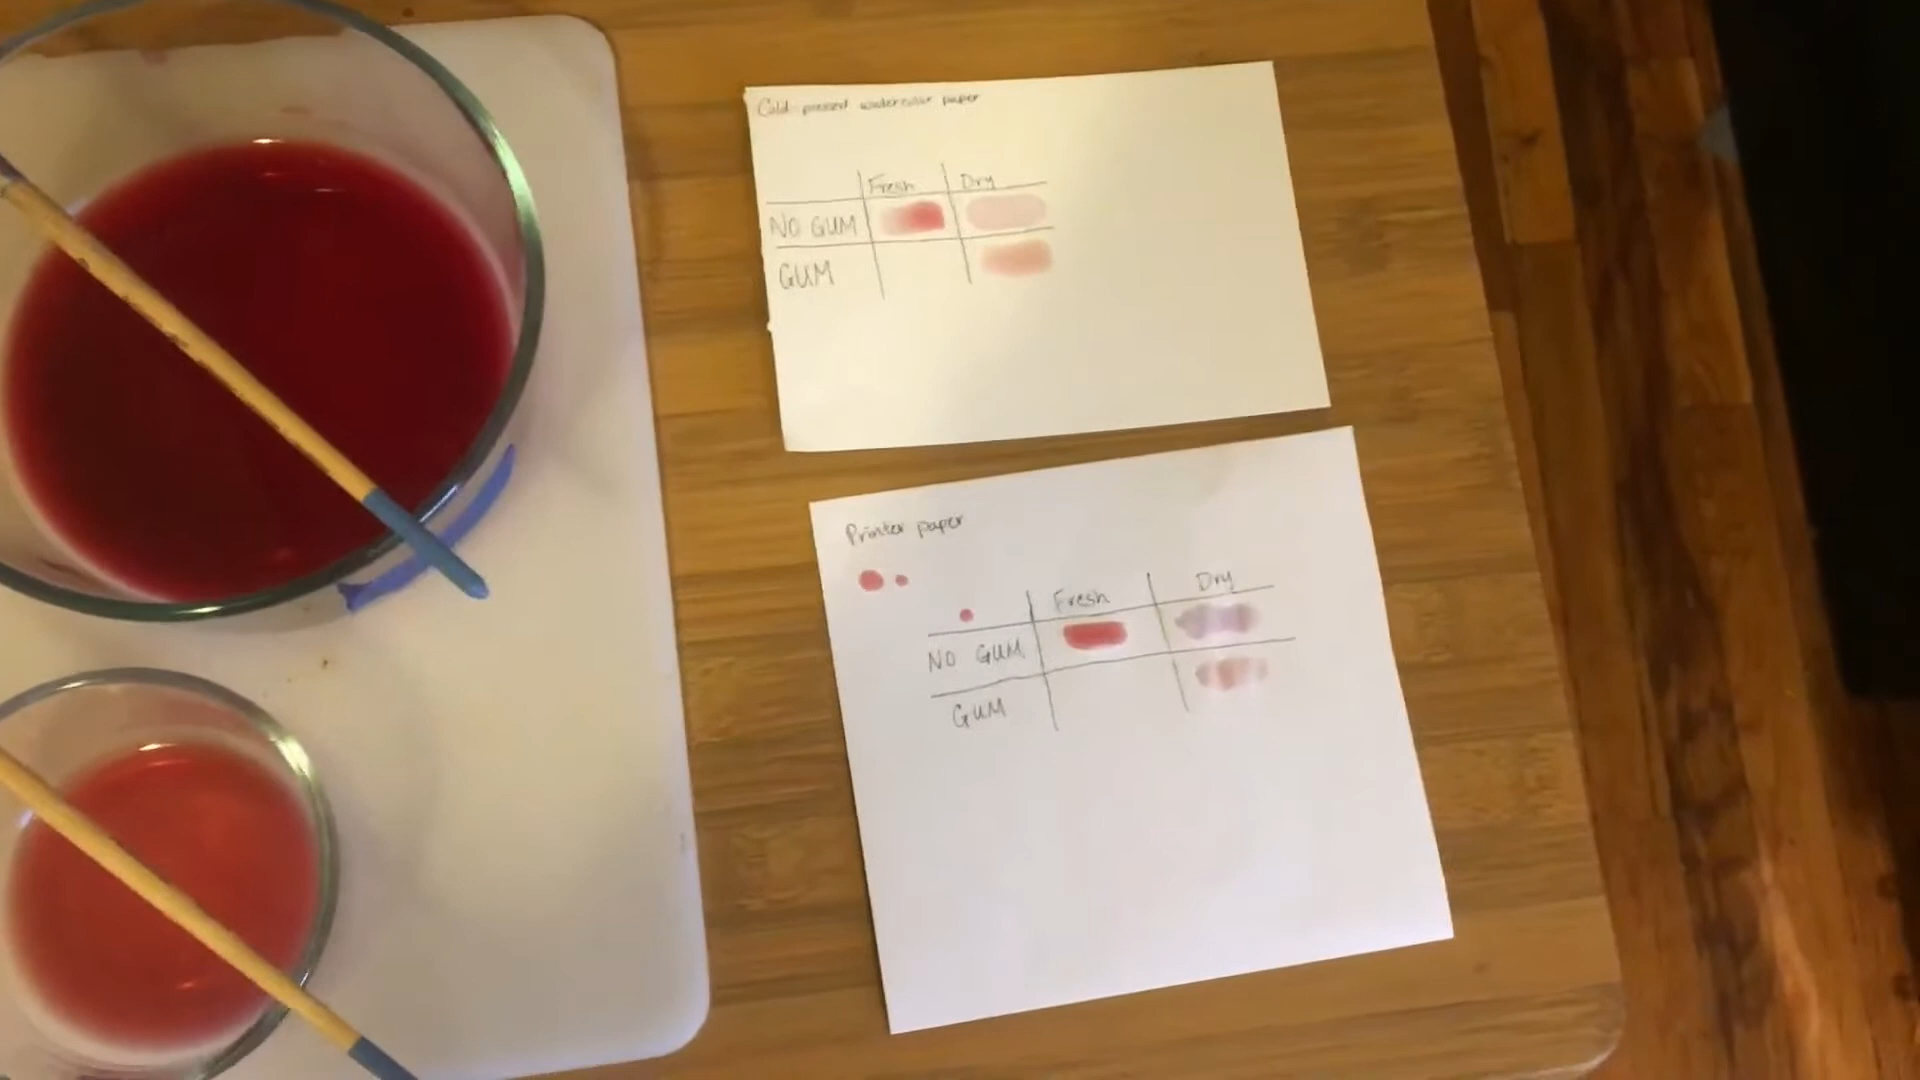 Cold pressed watercolor paper
Fresh Dry
NO GUM
GUM
Printer paper
Fresh Dry
NO GUM
GUM